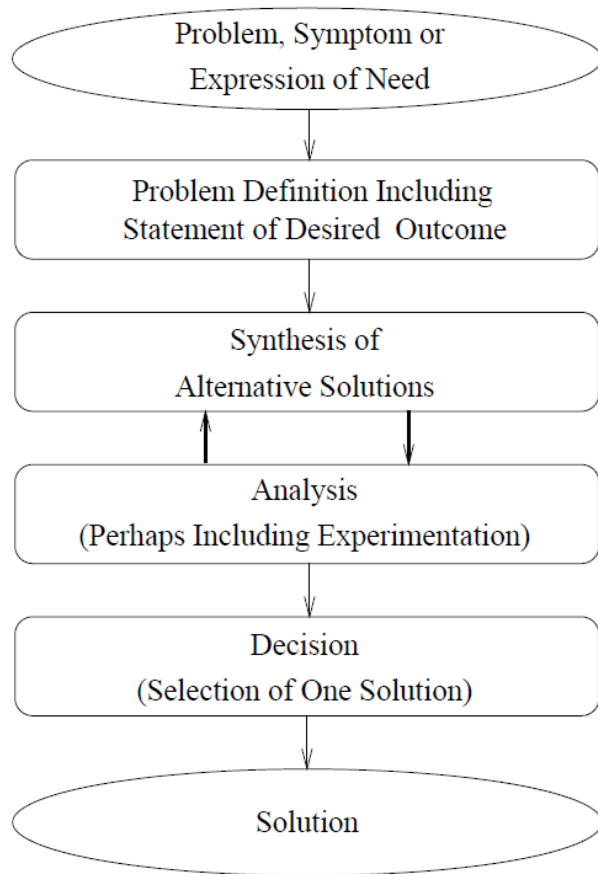 Problem, Symptom or
Expression of Need
Problem Definition Including
Statement of Desired Outcome
Synthesis of
Alternative Solutions
Analysis
(Perhaps Including Experimentation)
Decision
(Selection of One Solution)
Solution